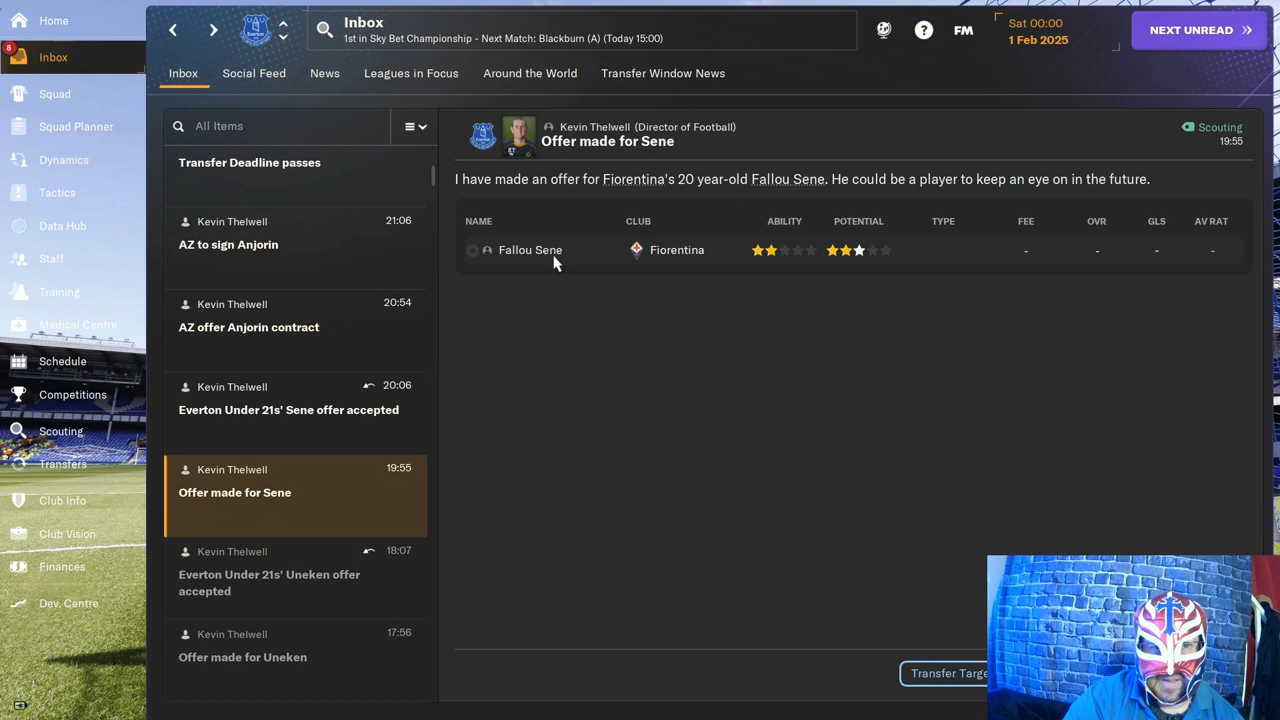 Home
Inbox
1st in Sky Bet Championship - Next Match: Blackburn (A) (Today 15:00)
?
FM
Sat 00:00
1 Feb 2025
NEXT UNREAD
8
Inbox
Squad
Squad Planner
Dynamics
Tactics
Data Hub
Staff
Training
Medical Centre
Schedule
Competitions
Scouting
Transfers
Club Info
Club Vision
Finances
Dev. Centre
Inbox
Social Feed
News
Leagues in Focus
Around the World
Transfer Window News
All Items
Transfer Deadline passes
Kevin Thelwell
21:06
AZ to sign Anjorin
Kevin Thelwell
20:54
AZ offer Anjorin contract
Kevin Thelwell
20:06
Everton Under 21s' Sene offer accepted
Kevin Thelwell
19:55
Offer made for Sene
Kevin Thelwell
18:07
Everton Under 21s' Uneken offer
accepted
Kevin Thelwell
17:56
Offer made for Uneken
Kevin Thelwell (Director of Football)
Offer made for Sene
Scouting
19:55
I have made an offer for Fiorentina's 20 year-old Fallou Sene. He could be a player to keep an eye on in the future.
NAME CLUB ABILITY POTENTIAL TYPE FEE OVR GLS AV RAT
Fallou Sene Fiorentina - - - -
Transfer Targe